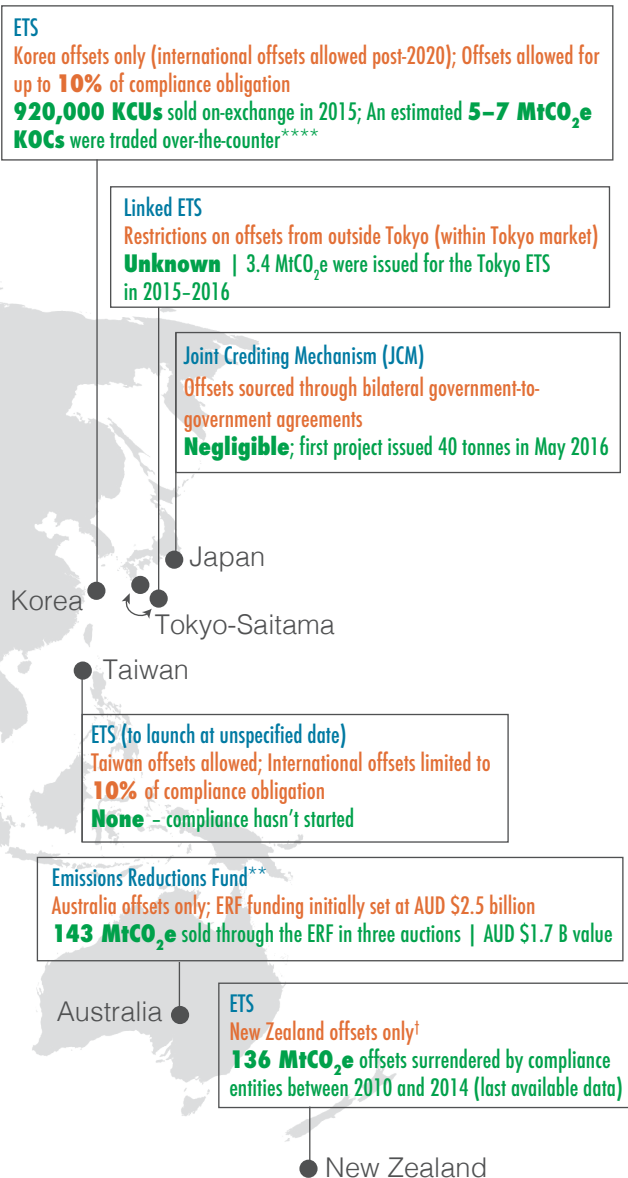 ETS
Korea offsets only (international offsets allowed post-2020); Offsets allowed for
up to 10% of compliance obligation
920,000 KCUs sold on-exchange in 2015; An estimated 5–7 MtCO₂e
KOCs were traded over-the-counter****
Linked ETS
Restrictions on offsets from outside Tokyo (within Tokyo market)
Unknown | 3.4 MtCO₂e were issued for the Tokyo ETS
in 2015–2016
Joint Crediting Mechanism (JCM)
Offsets sourced through bilateral government-to-
government agreements
Negligible; first project issued 40 tonnes in May 2016
Japan
Korea
Tokyo-Saitama
Taiwan
ETS (to launch at unspecified date)
Taiwan offsets allowed; International offsets limited to
10% of compliance obligation
None – compliance hasn't started
Emissions Reductions Fund**
Australia offsets only; ERF funding initially set at AUD $2.5 billion
143 MtCO₂e sold through the ERF in three auctions | AUD $1.7 B value
Australia
ETS
New Zealand offsets only†
136 MtCO₂e offsets surrendered by compliance
entities between 2010 and 2014 (last available data)
New Zealand